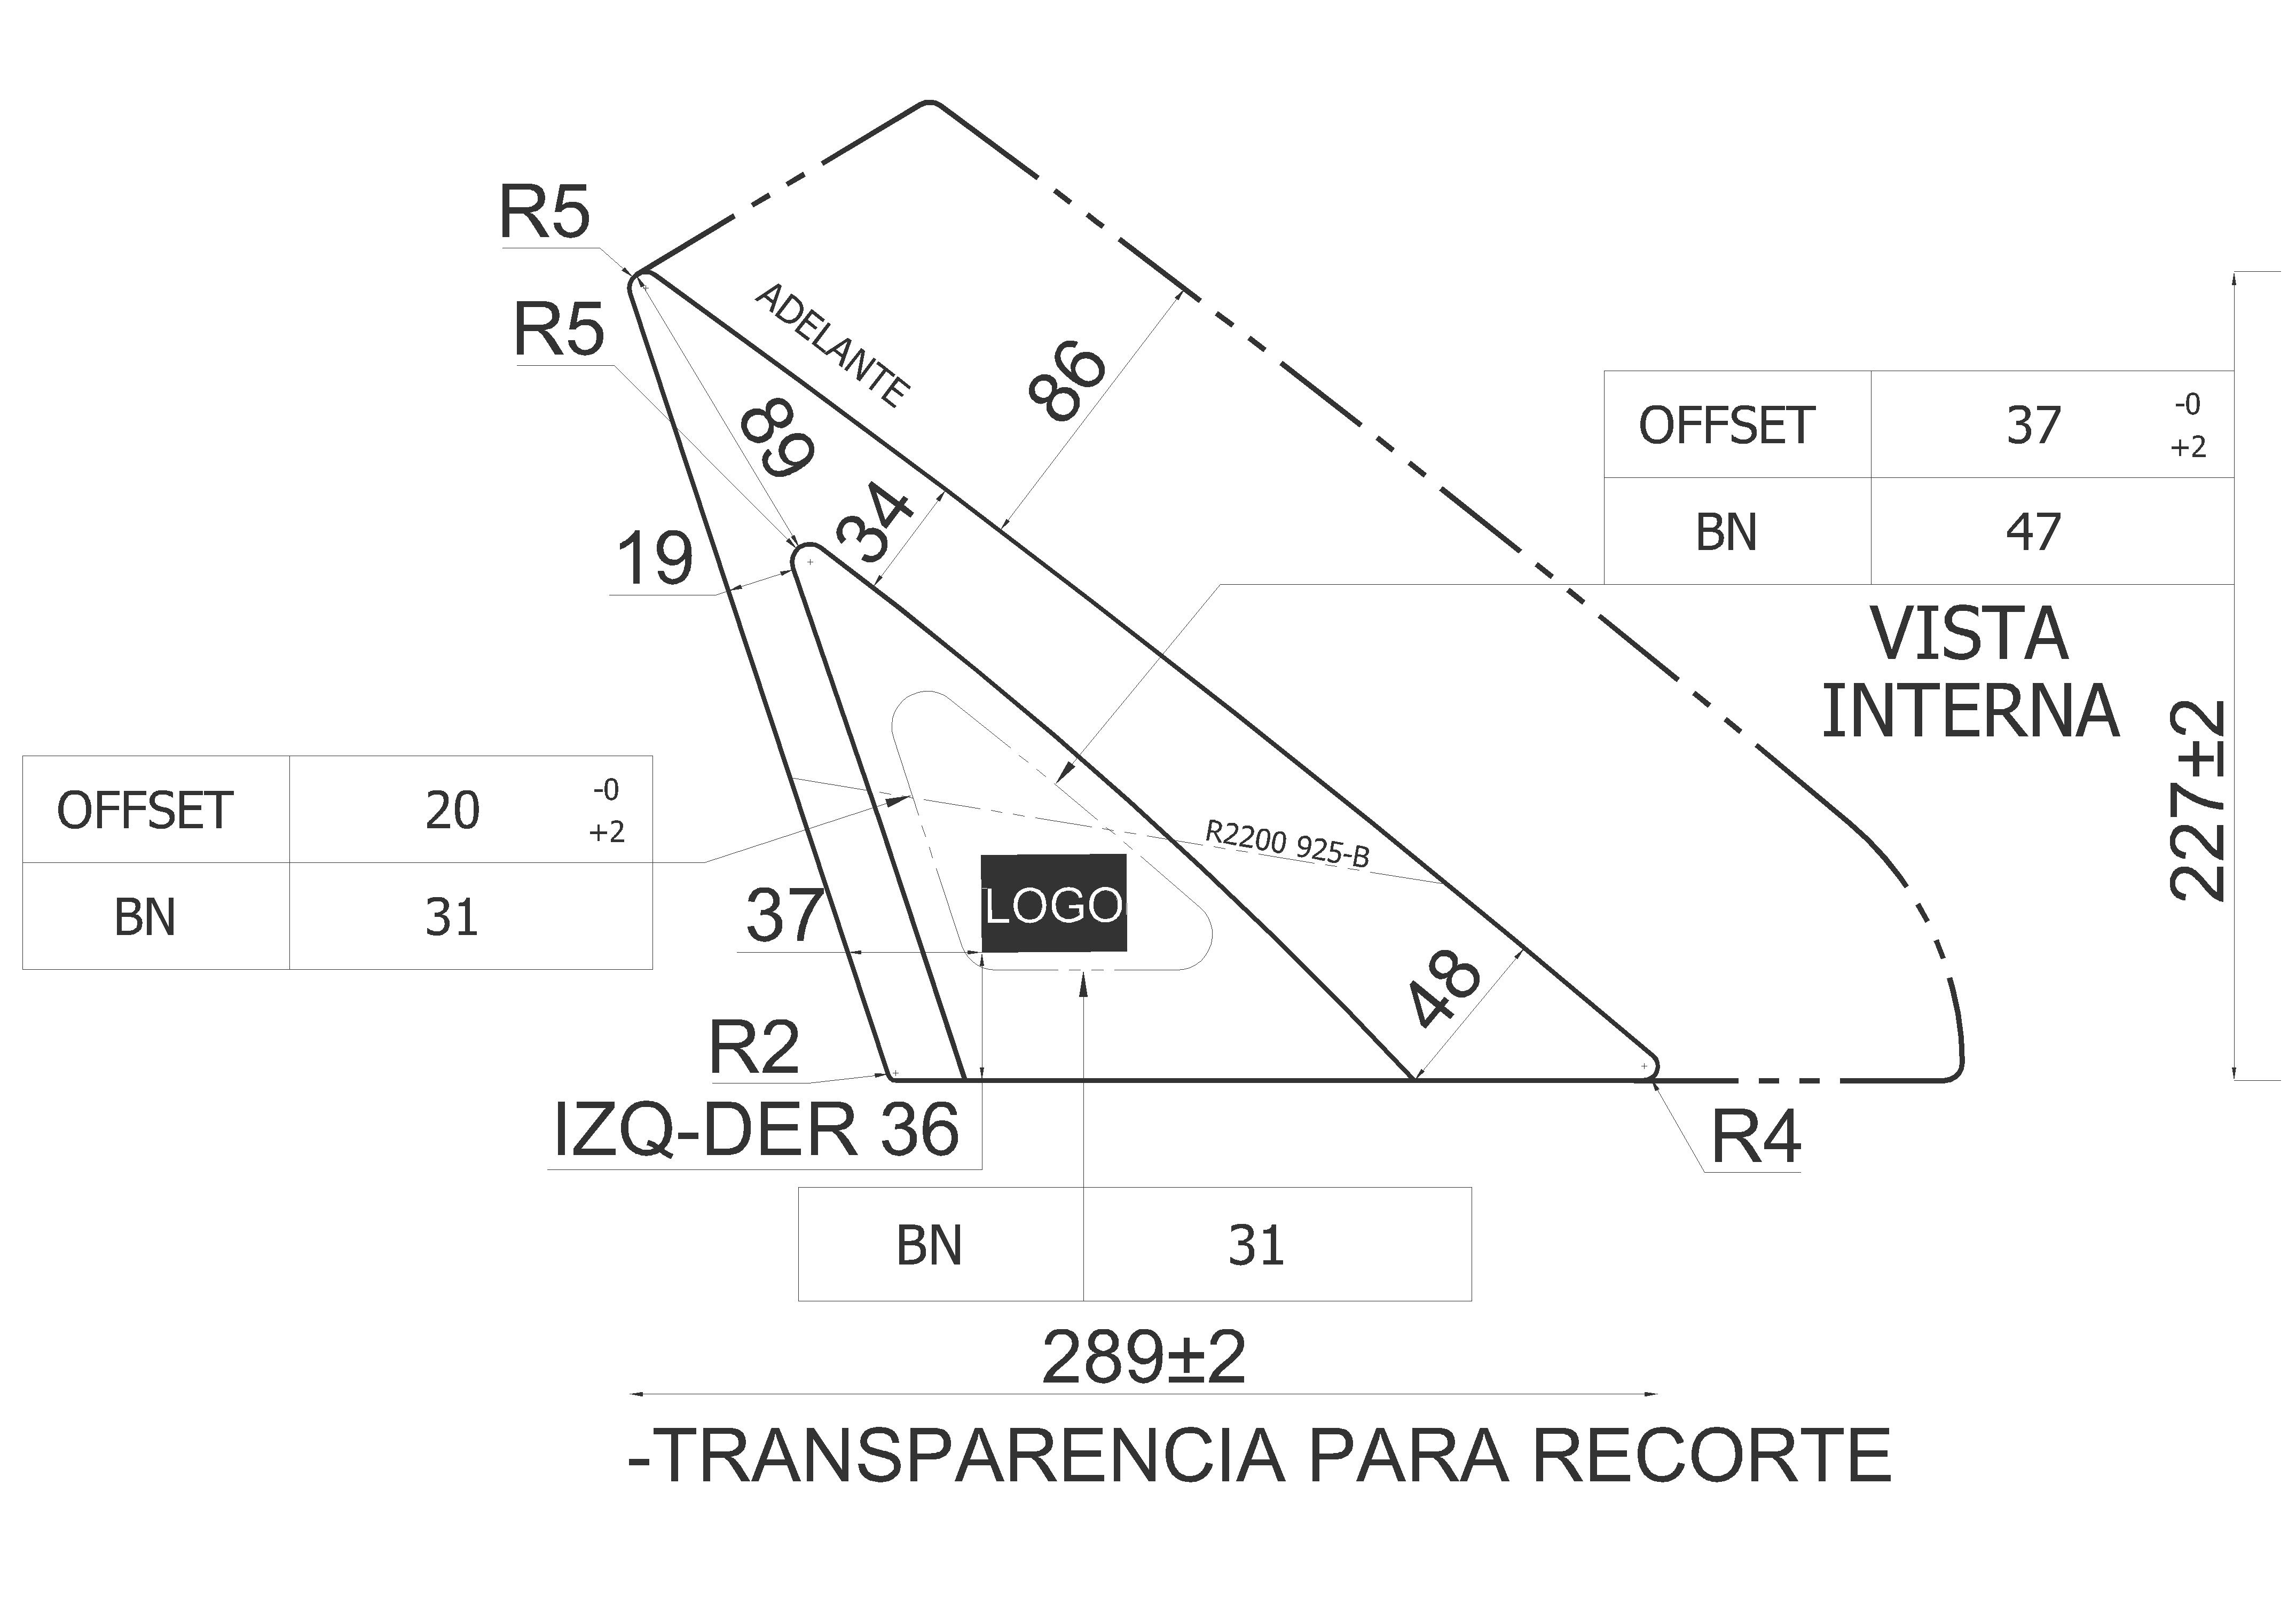 R5
R5
ADELANTE
86
89
34
19
OFFSET 37 -0 +2
BN 47
VISTA
INTERNA
227±2
OFFSET 20 -0 +2
BN 31
R2200 925-B
LOGO
37
48
R2
IZQ-DER 36
R4
BN 31
289±2
-TRANSPARENCIA PARA RECORTE